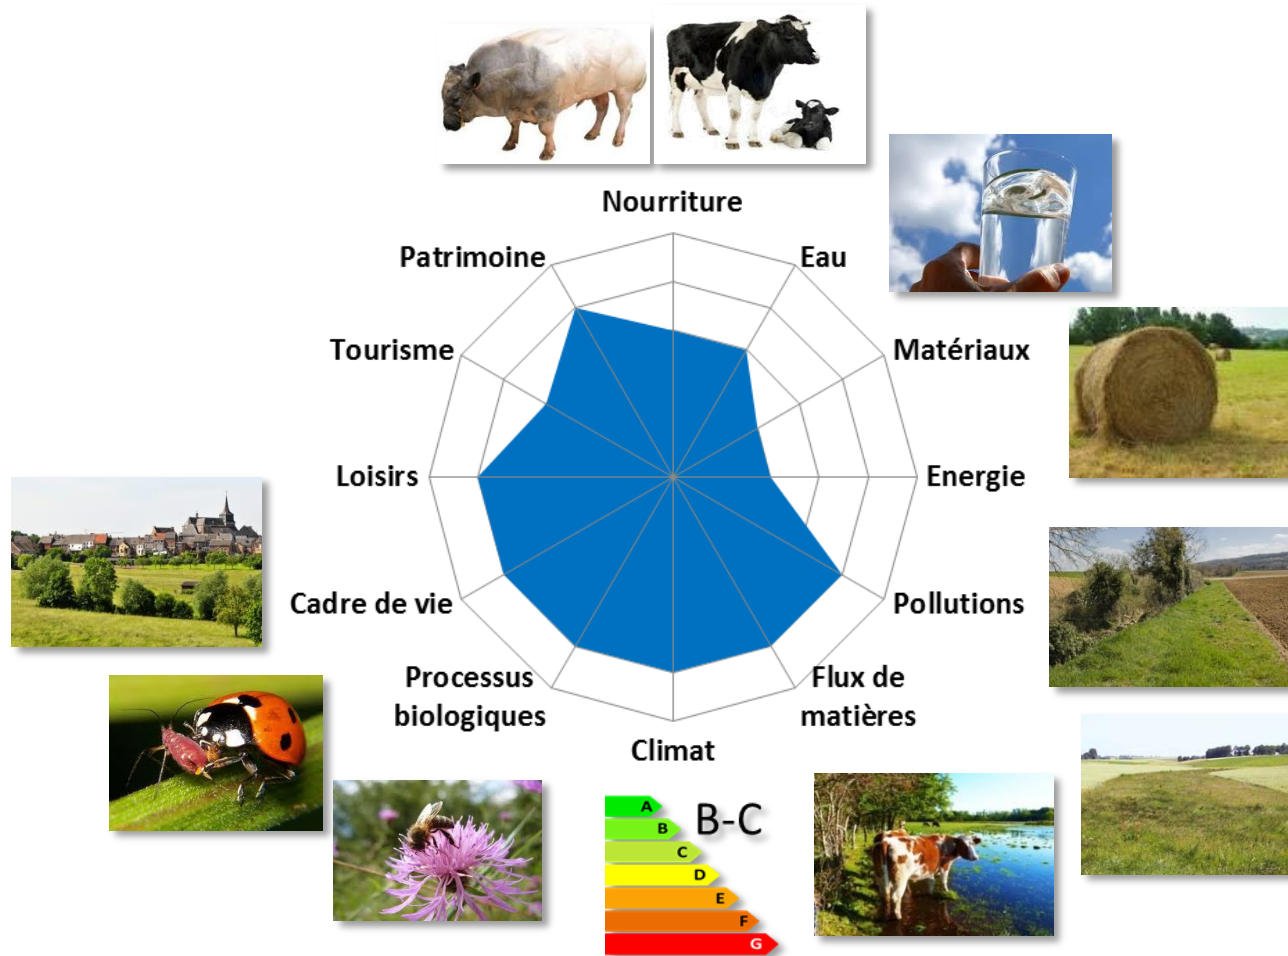 Nourriture
Patrimoine
Eau
Tourisme
Matériaux
Loisirs
Energie
Cadre de vie
Pollutions
Processus
biologiques
Flux de
matières
Climat
A
B-C
B
C
D
E
F
G